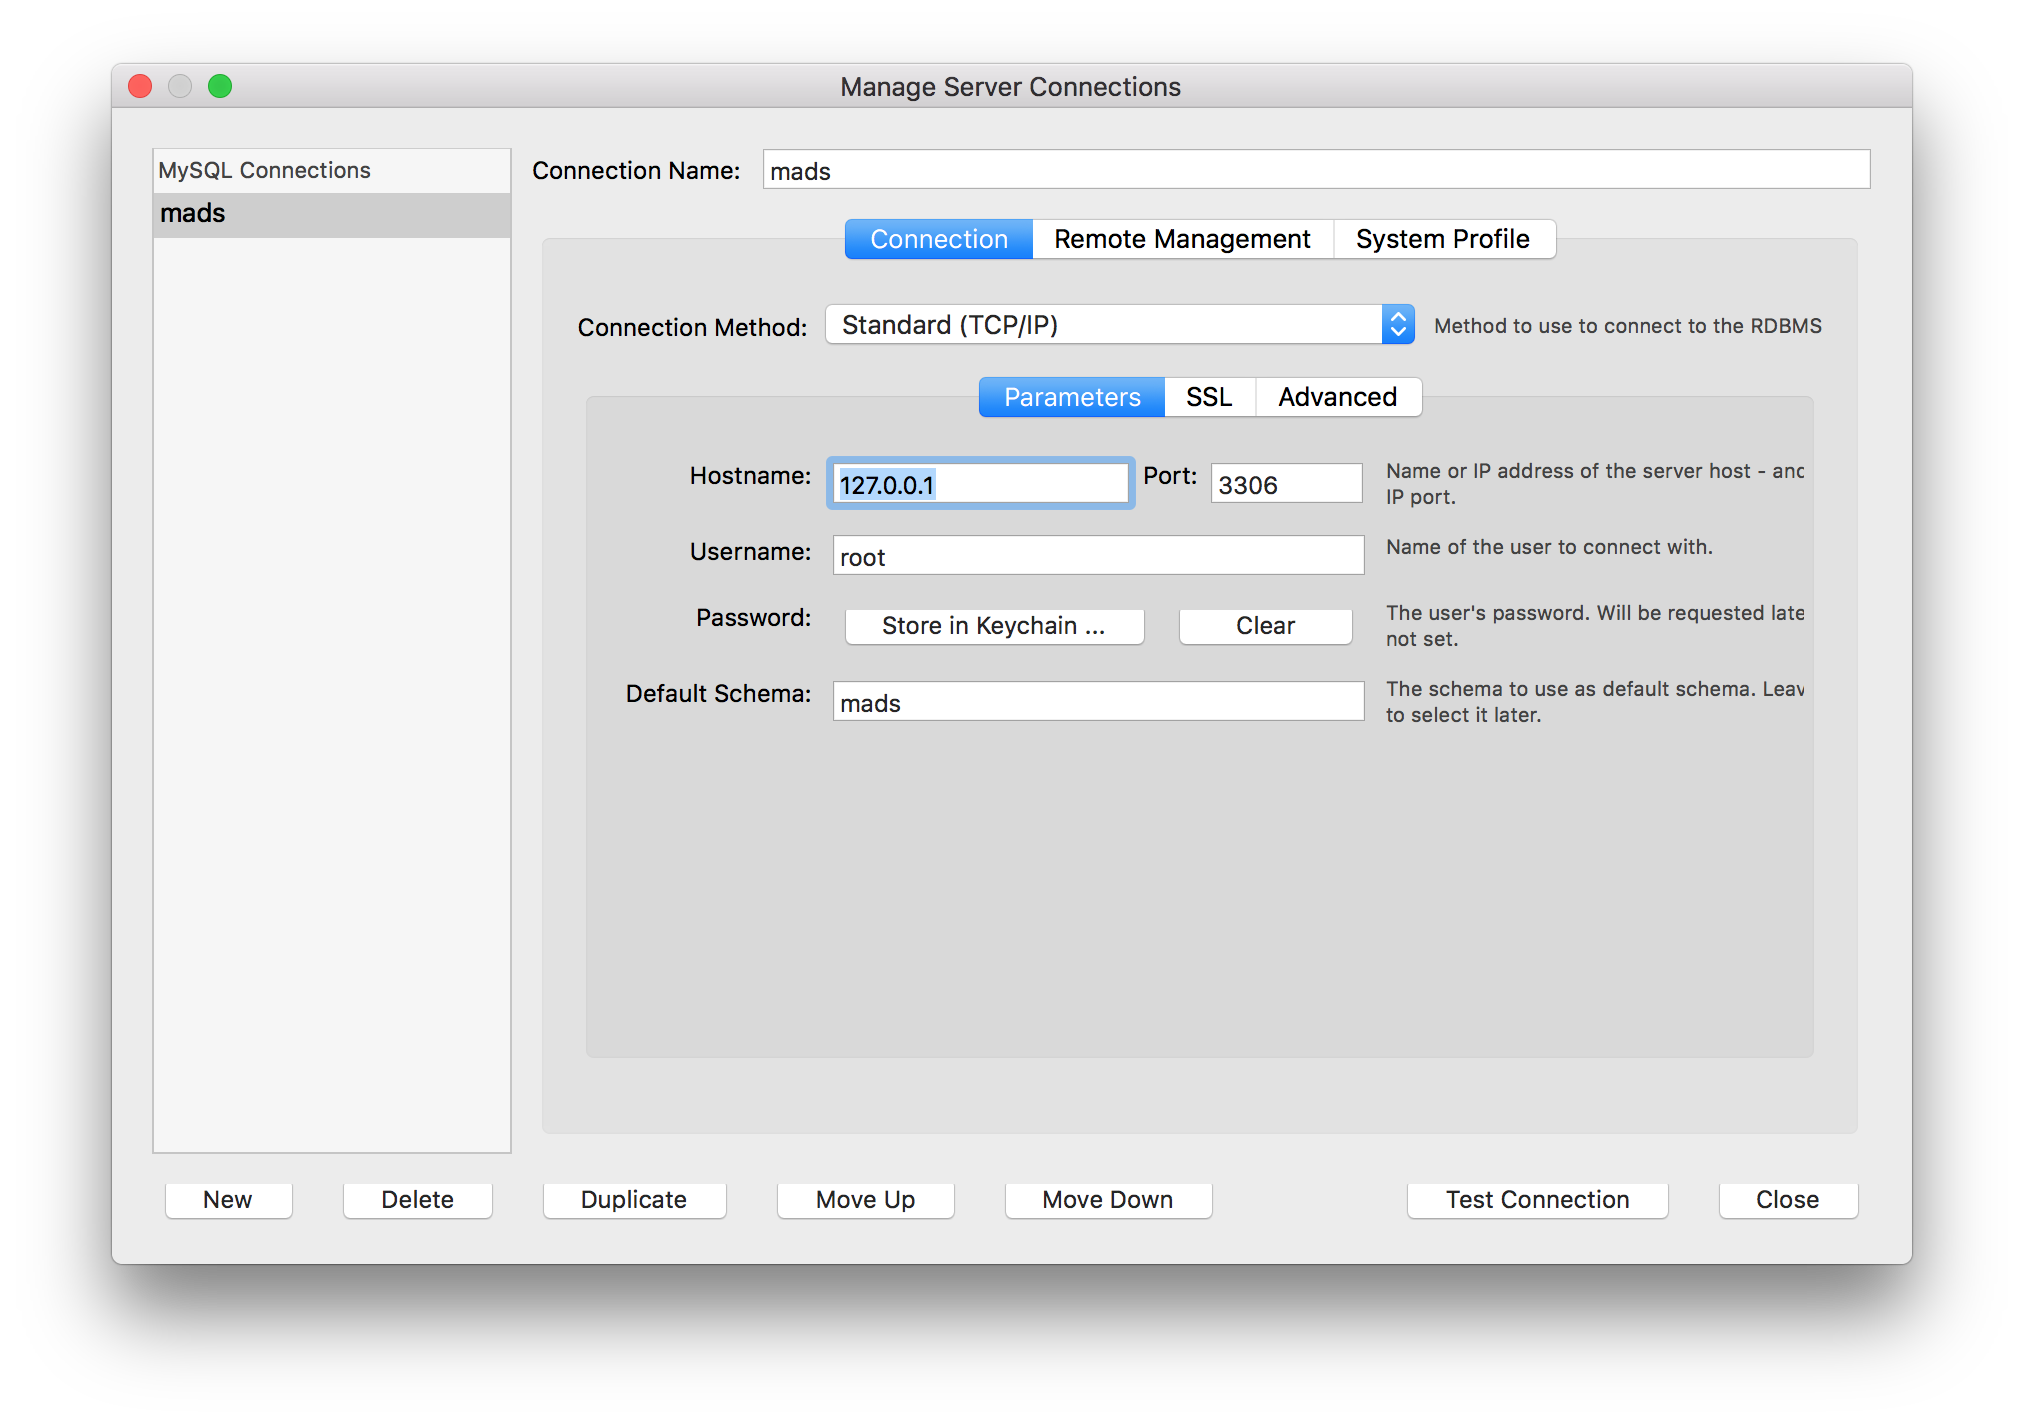 Manage Server Connections
MySQL Connections
mads
Connection Name: mads
Connection Remote Management System Profile
Connection Method: Standard (TCP/IP) Method to use to connect to the RDBMS
Parameters SSL Advanced
Hostname: 127.0.0.1 Port: 3306 Name or IP address of the server host - and
IP port.
Username: root Name of the user to connect with.
Password: Store in Keychain ... Clear The user's password. Will be requested late
not set.
Default Schema: mads The schema to use as default schema. Leav
to select it later.
New Delete Duplicate Move Up Move Down Test Connection Close